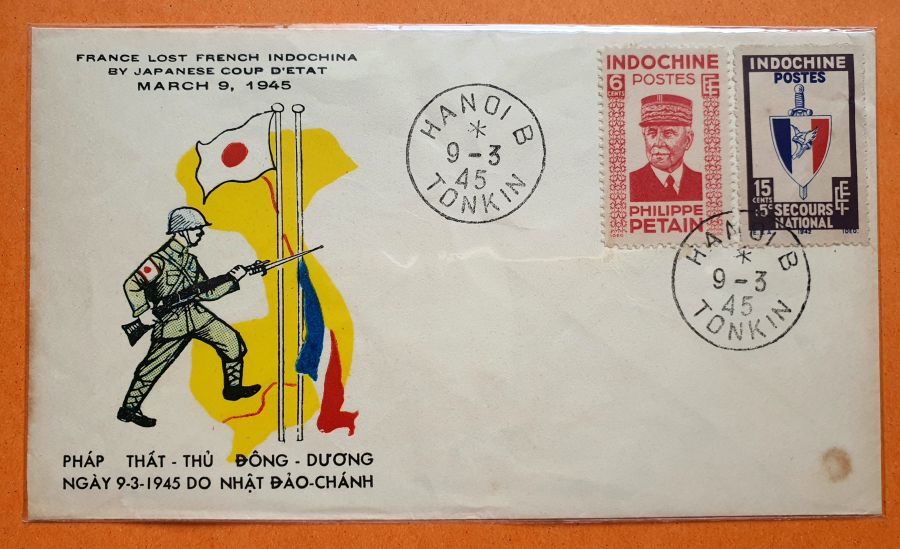 FRANCE LOST FRENCH INDOCHINA
BY JAPANESE COUP D'ETAT
MARCH 9, 1945
HANOI B
*
9-3
45
TONKIN
INDOCHINE
6 POSTES
CENTS
PHILIPPE
PETAIN
INDOCHINE
POSTES
15
CENTS
+5c SECOURS
NATIONAL
HANOI B
*
9-3
45
TONKIN
PHÁP THẤT-THỦ ĐÔNG-DƯƠNG
NGÀY 9-3-1945 DO NHẬT ĐẢO-CHÁNH